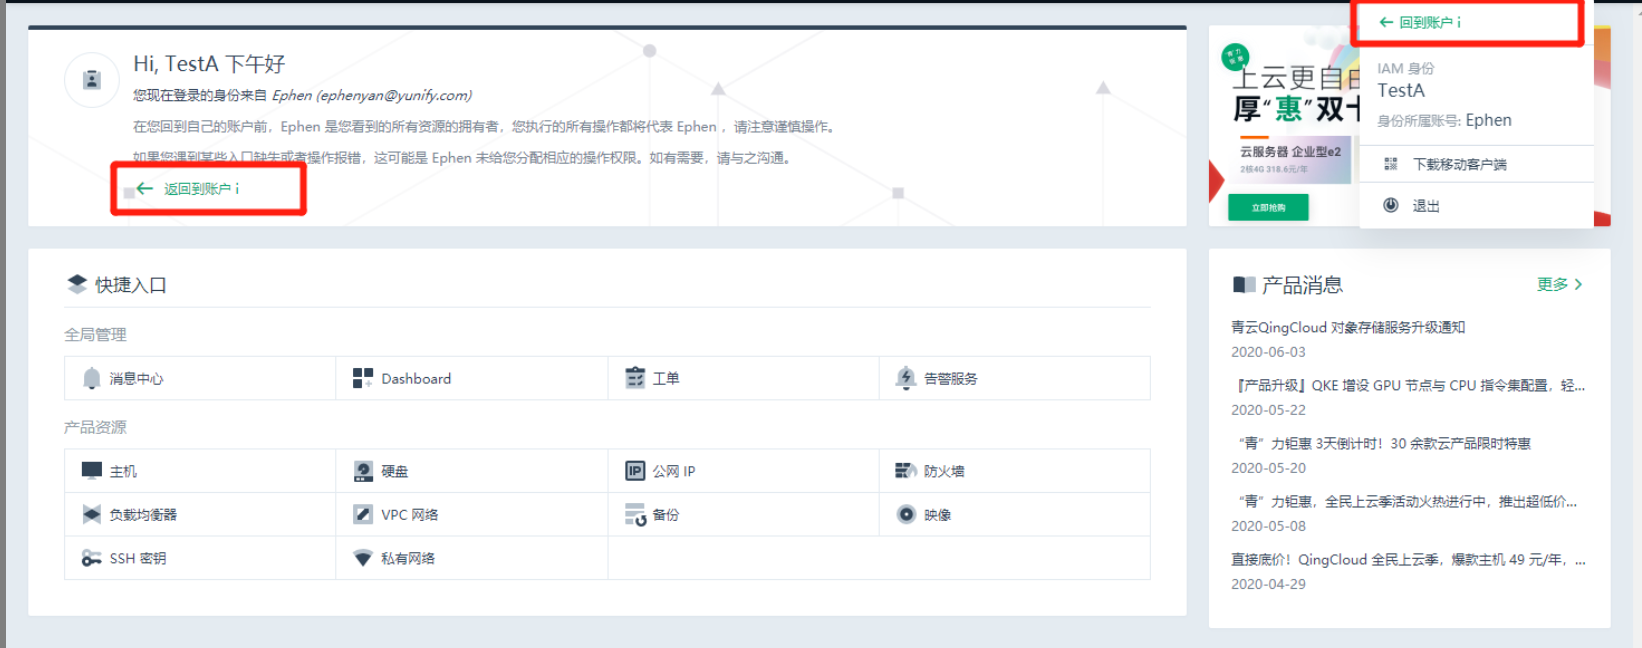 Hi, TestA 下午好
您现在登录的身份来自 Ephen (ephenyan@yunify.com)
在您回到自己的账户前，Ephen 是您看到的所有资源的拥有者，您执行的所有操作都将代表 Ephen ，请注意谨慎操作。
如果您遇到某些入口缺失或者操作报错，这可能是 Ephen 未给您分配相应的操作权限。如有需要，请与之沟通。
← 返回到账户 i
上云更自由
厚“惠”双十
云服务器 企业型e2
2核4G 318.6元/年
立即抢购
← 回到账户 i
IAM 身份
TestA
身份所属账号: Ephen
下载移动客户端
退出
快捷入口
全局管理
消息中心
Dashboard
工单
告警服务
产品资源
主机
硬盘
IP 公网 IP
防火墙
负载均衡器
VPC 网络
备份
映像
SSH 密钥
私有网络
产品消息
更多 >
青云QingCloud 对象存储服务升级通知
2020-06-03
『产品升级』QKE 增设 GPU 节点与 CPU 指令集配置，轻...
2020-05-22
“青”力钜惠 3天倒计时！30 余款云产品限时特惠
2020-05-20
“青”力钜惠，全民上云季活动火热进行中，推出超低价...
2020-05-08
直接底价！QingCloud 全民上云季，爆款主机 49 元/年，...
2020-04-29